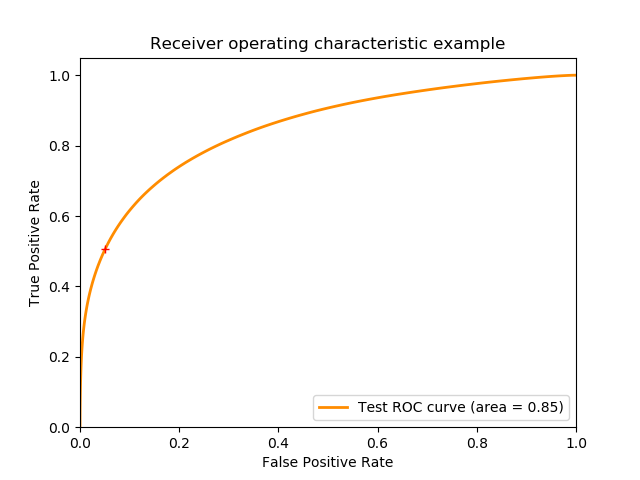 Receiver operating characteristic example
1.0
0.8
0.6
0.4
0.2
0.0
True Positive Rate
Test ROC curve (area = 0.85)
0.0 0.2 0.4 0.6 0.8 1.0
False Positive Rate